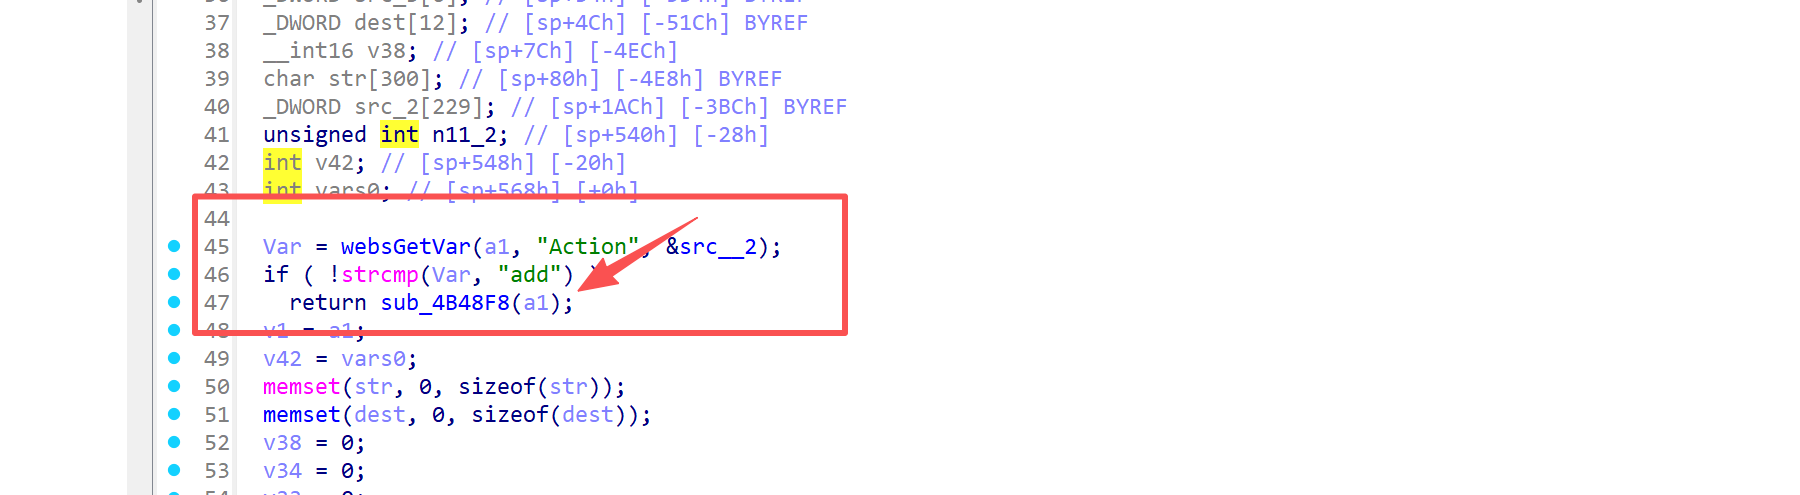 37 _DWORD dest[12]; // [sp+4Ch] [-51Ch] BYREF
38 __int16 v38; // [sp+7Ch] [-4ECh]
39 char str[300]; // [sp+80h] [-4E8h] BYREF
40 _DWORD src_2[229]; // [sp+1ACh] [-3BCh] BYREF
41 unsigned int n11_2; // [sp+540h] [-28h]
42 int v42; // [sp+548h] [-20h]
43 int vars0; // [sp+568h] [+0h]
44
45 Var = websGetVar(a1, "Action", &src__2);
46 if ( !strcmp(Var, "add") )
47 return sub_4B48F8(a1);
48 v1 = a1;
49 v42 = vars0;
50 memset(str, 0, sizeof(str));
51 memset(dest, 0, sizeof(dest));
52 v38 = 0;
53 v34 = 0;